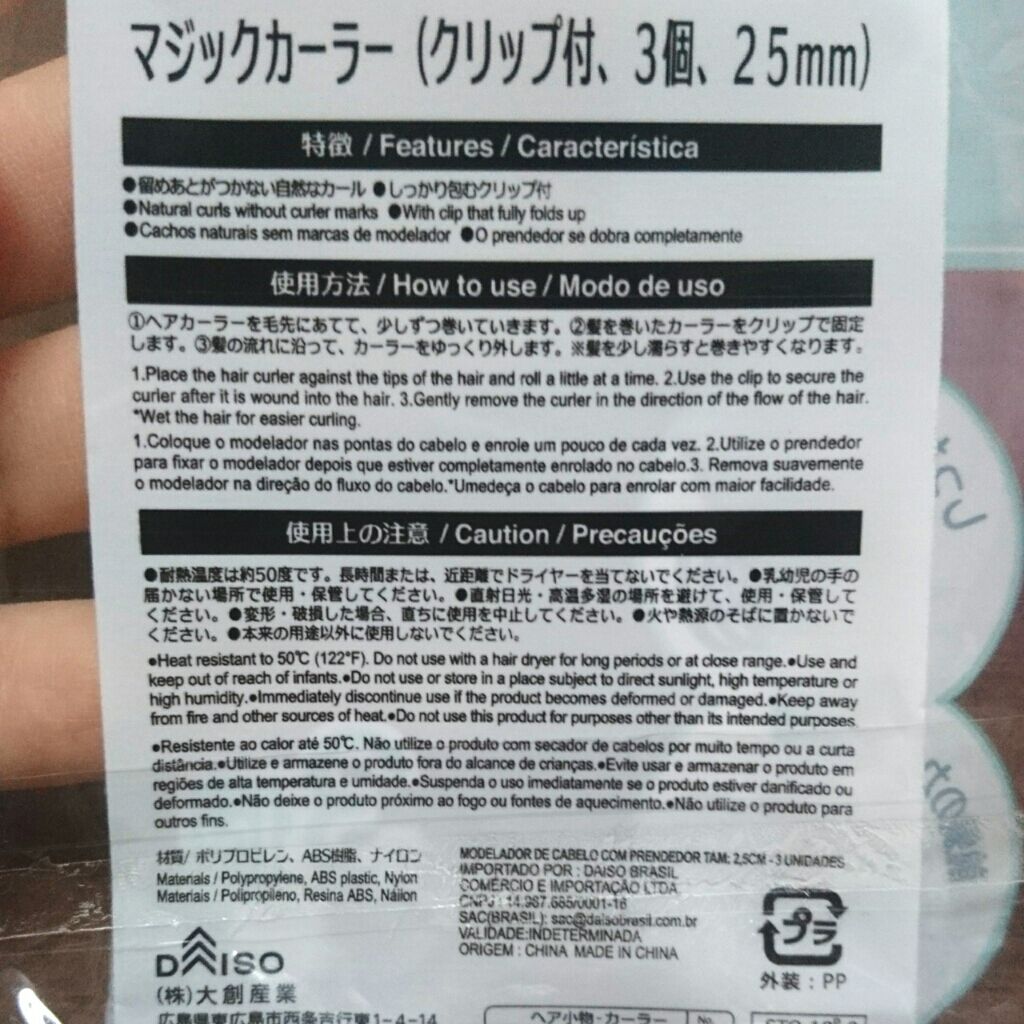 マジックカーラー（クリップ付、3個、25mm）
特徴 / Features / Característica
●留めあとがつかない自然なカール ●しっかり包むクリップ付
●Natural curls without curler marks ●With clip that fully folds up
●Cachos naturais sem marcas de modelador ●O prendedor se dobra completamente
使用方法 / How to use / Modo de uso
①ヘアカーラーを毛先にあてて、少しずつ巻いていきます。②髪を巻いたカーラーをクリップで固定
します。③髪の流れに沿って、カーラーをゆっくり外します。※髪を少し濡らすと巻きやすくなります。
1.Place the hair curler against the tips of the hair and roll a little at a time. 2.Use the clip to secure the
curler after it is wound into the hair. 3.Gently remove the curler in the direction of the flow of the hair.
*Wet the hair for easier curling.
1.Coloque o modelador nas pontas do cabelo e enrole um pouco de cada vez. 2.Utilize o prendedor
para fixar o modelador depois que estiver completamente enrolado no cabelo.3. Remova suavemente
o modelador na direção do fluxo do cabelo.*Umedeça o cabelo para enrolar com maior facilidade.
使用上の注意 / Caution / Precauções
●耐熱温度は約50度です。長時間または、近距離でドライヤーを当てないでください。●乳幼児の手の
届かない場所で使用・保管してください。●直射日光・高温多湿の場所を避けて、使用・保管して
ください。●変形・破損した場合、直ちに使用を中止してください。●火や熱源のそばに置かないで
ください。●本来の用途以外に使用しないでください。
●Heat resistant to 50℃ (122°F). Do not use with a hair dryer for long periods or at close range.●Use and
keep out of reach of infants.●Do not use or store in a place subject to direct sunlight, high temperature or
high humidity.●Immediately discontinue use if the product becomes deformed or damaged.●Keep away
from fire and other sources of heat.●Do not use this product for purposes other than its intended purposes.
●Resistente ao calor até 50℃. Não utilize o produto com secador de cabelos por muito tempo ou a curta
distância.●Utilize e armazene o produto fora do alcance de crianças.●Evite usar e armazenar o produto em
regiões de alta temperatura e umidade.●Suspenda o uso imediatamente se o produto estiver danificado ou
deformado.●Não deixe o produto próximo ao fogo ou fontes de aquecimento.●Não utilize o produto para
outros fins.
材質/ ポリプロピレン、ABS樹脂、ナイロン
Materials / Polypropylene, ABS plastic, Nylon
Materiais / Polipropileno, Resina ABS, Náilon
MODELADOR DE CABELO COM PRENDEDOR TAM: 2,5CM - 3 UNIDADES
IMPORTADO POR : DAISO BRASIL
COMÉRCIO E IMPORTAÇÃO LTDA
CNPJ : 14.987.685/0001-16
SAC(BRASIL): sac@daisobrasil.com.br
VALIDADE:INDETERMINADA
ORIGEM : CHINA MADE IN CHINA
プラ
外装：PP
DAISO
(株)大創産業
広島県東広島市西条吉行東1-4-14
ヘア小物-カーラー No.